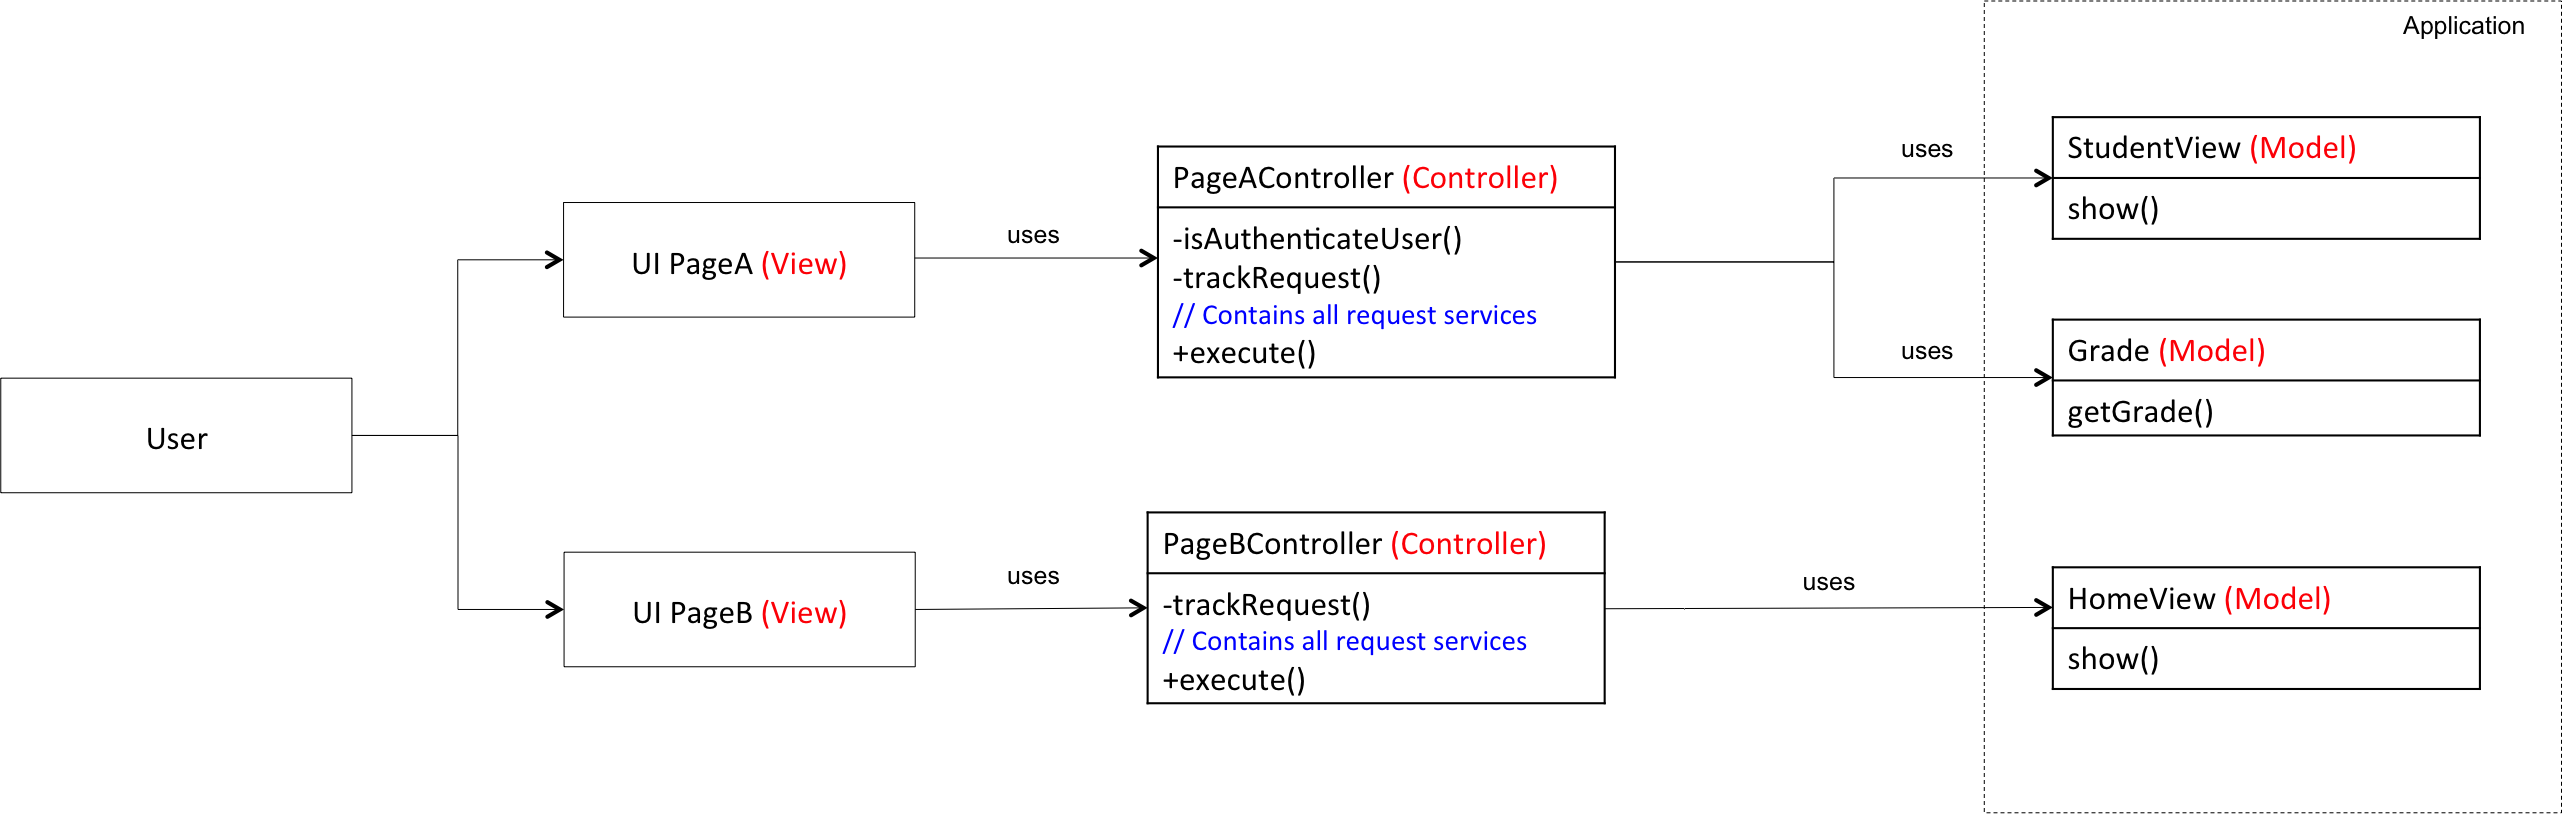 Application
User
UI PageA (View)
uses
PageAController (Controller)
-isAuthenticateUser()
-trackRequest()
// Contains all request services
+execute()
uses
StudentView (Model)
show()
uses
Grade (Model)
getGrade()
UI PageB (View)
uses
PageBController (Controller)
-trackRequest()
// Contains all request services
+execute()
uses
HomeView (Model)
show()